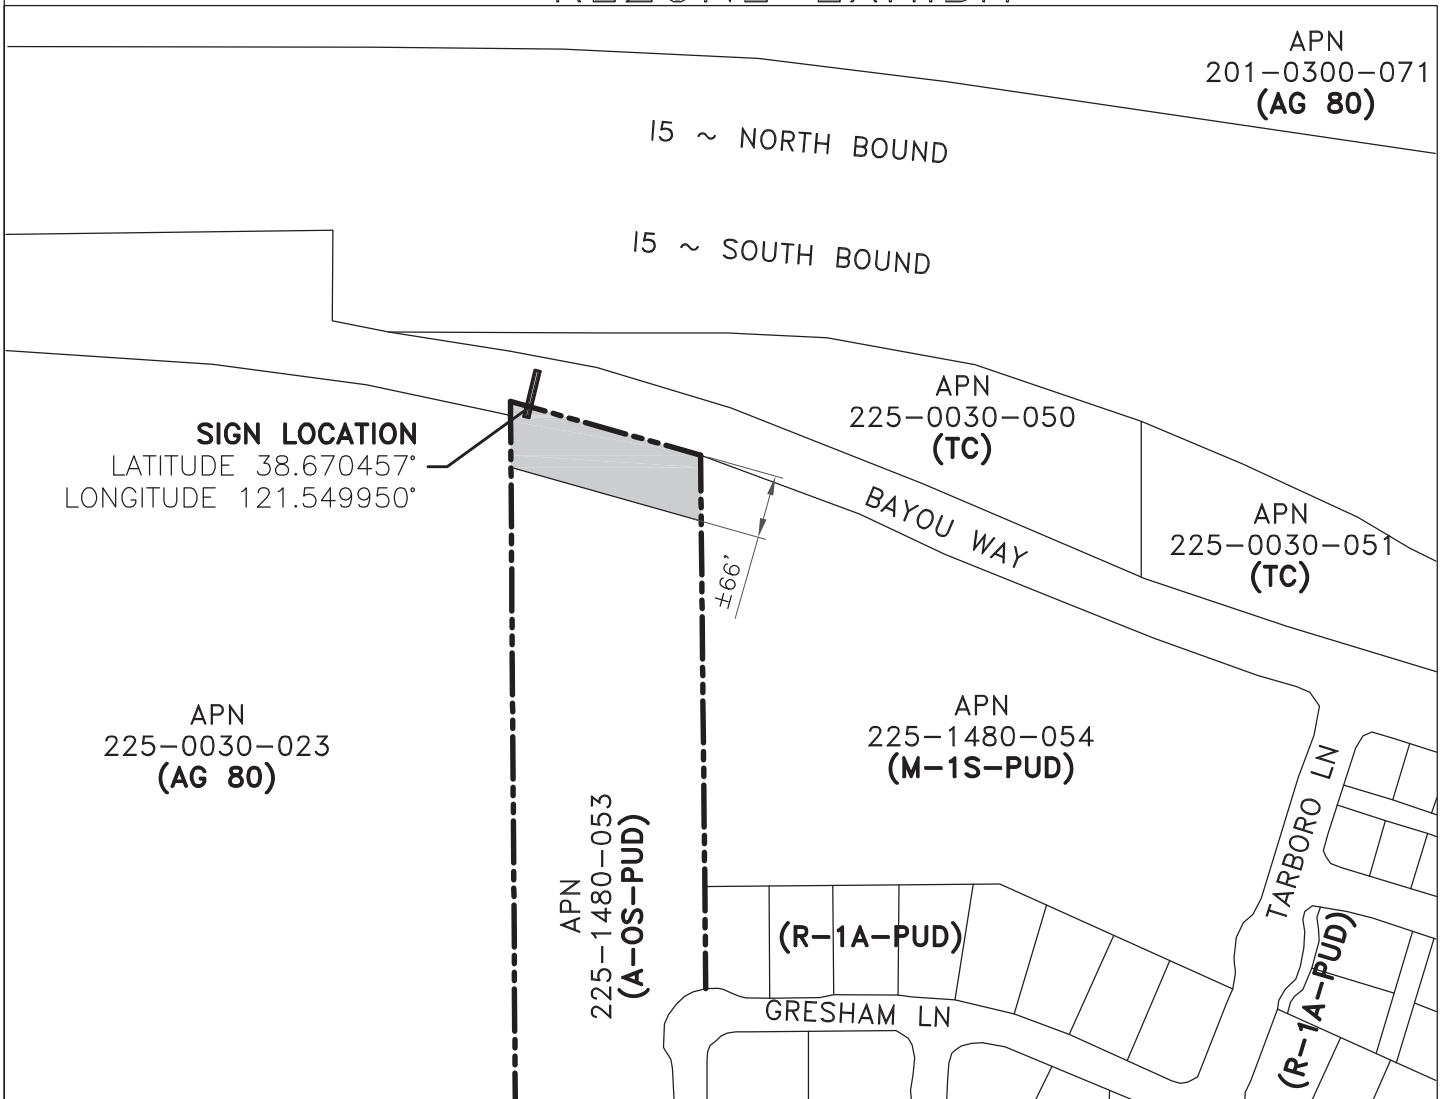 REZONE EXHIBIT
APN
201-0300-071
(AG 80)
I5 ~ NORTH BOUND
I5 ~ SOUTH BOUND
APN
225-0030-050
(TC)
SIGN LOCATION
LATITUDE 38.670457°
LONGITUDE 121.549950°
BAYOU WAY
APN
225-0030-051
(TC)
±66'
APN
225-0030-023
(AG 80)
APN
225-1480-054
(M-1S-PUD)
TARBORO LN
APN
225-1480-053
(A-OS-PUD)
(R-1A-PUD)
(R-1A-PUD)
GRESHAM LN